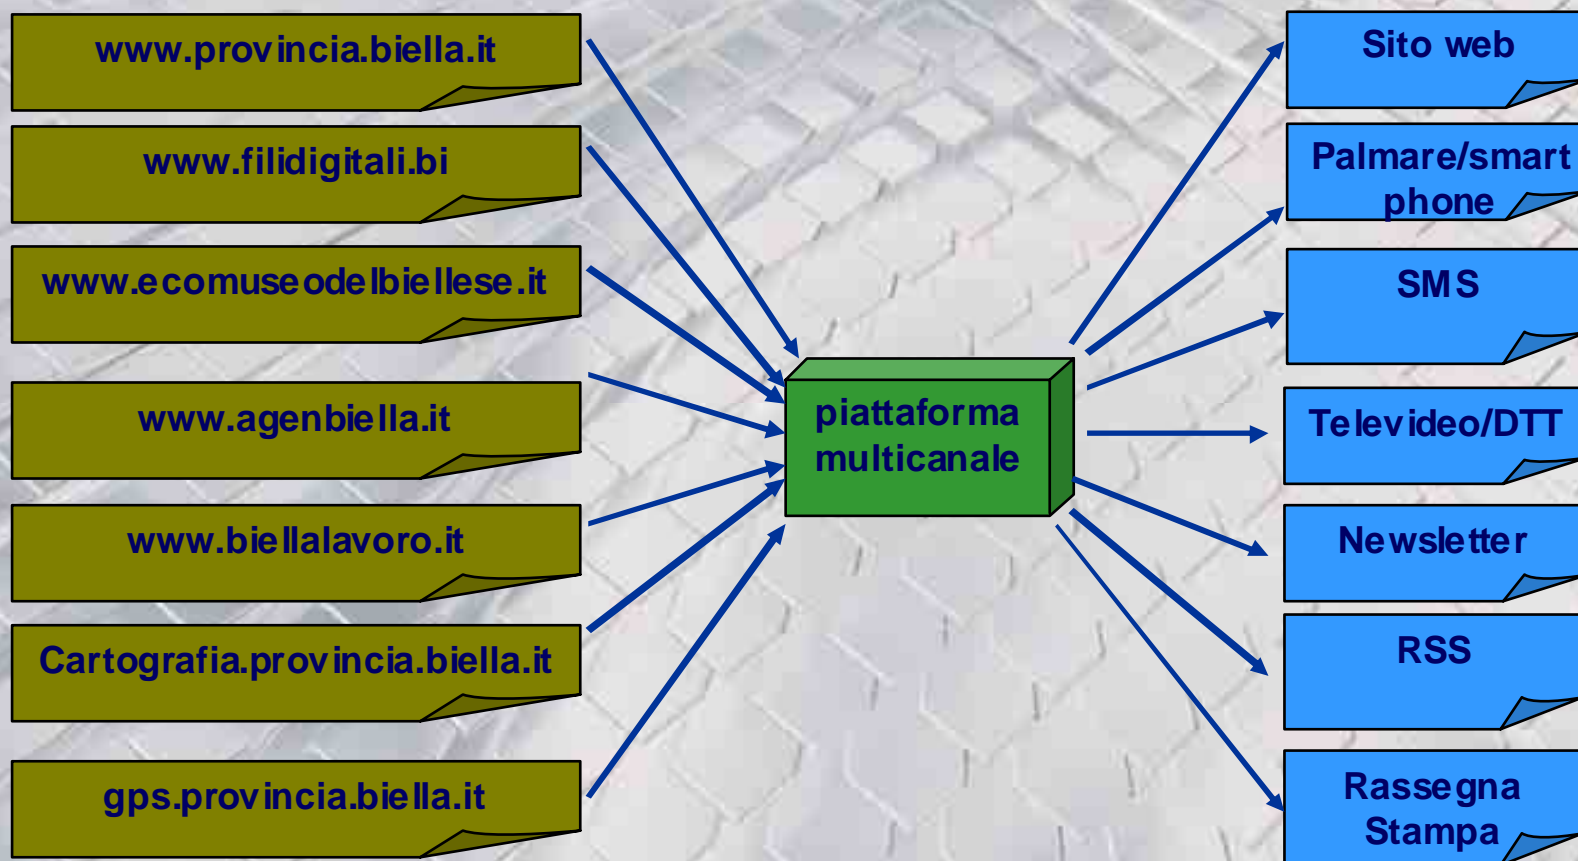 www.provincia.biella.it
www.filidigitali.bi
www.ecomuseodelbiellese.it
www.agenbiella.it
www.biellalavoro.it
Cartografia.provincia.biella.it
gps.provincia.biella.it
piattaforma
multicanale
Sito web
Palmare/smart
phone
SMS
Televideo/DTT
Newsletter
RSS
Rassegna
Stampa